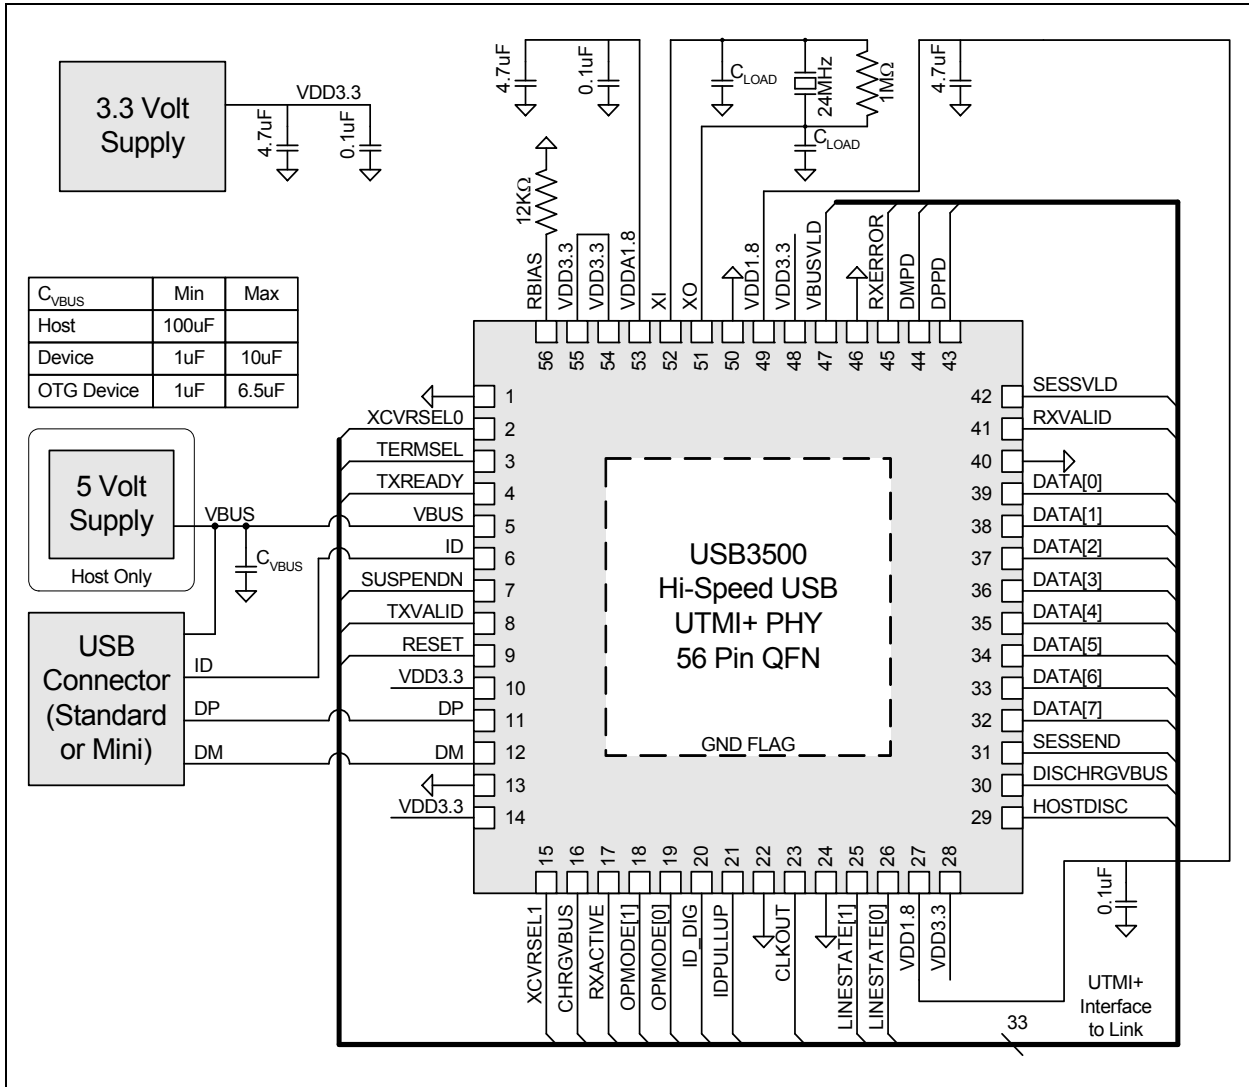 3.3 Volt
Supply
VDD3.3
4.7uF
0.1uF
4.7uF
0.1uF
CLOAD
24MHz
1MΩ
CLOAD
4.7uF
12KΩ
CVBUS Min Max
Host 100uF
Device 1uF 10uF
OTG Device 1uF 6.5uF
RBIAS
VDD3.3
VDD3.3
VDDA1.8
XI
XO
VDD1.8
VDD3.3
VBUSVLD
RXERROR
DMPD
DPPD
56 55 54 53 52 51 50 49 48 47 46 45 44 43
1
XCVRSEL0 2
TERMSEL 3
TXREADY 4
VBUS 5
ID 6
SUSPENDN 7
TXVALID 8
RESET 9
VDD3.3 10
DP 11
DM 12
13
VDD3.3 14
5 Volt
Supply
Host Only
VBUS
CVBUS
USB
Connector
(Standard
or Mini)
ID
DP
DM
USB3500
Hi-Speed USB
UTMI+ PHY
56 Pin QFN
GND FLAG
42 SESSVLD
41 RXVALID
40
39 DATA[0]
38 DATA[1]
37 DATA[2]
36 DATA[3]
35 DATA[4]
34 DATA[5]
33 DATA[6]
32 DATA[7]
31 SESSEND
30 DISCHRGVBUS
29 HOSTDISC
15 16 17 18 19 20 21 22 23 24 25 26 27 28
XCVRSEL1
CHRGVBUS
RXACTIVE
OPMODE[1]
OPMODE[0]
ID_DIG
IDPULLUP
CLKOUT
LINESTATE[1]
LINESTATE[0]
VDD1.8
VDD3.3
0.1uF
UTMI+
Interface
to Link
33